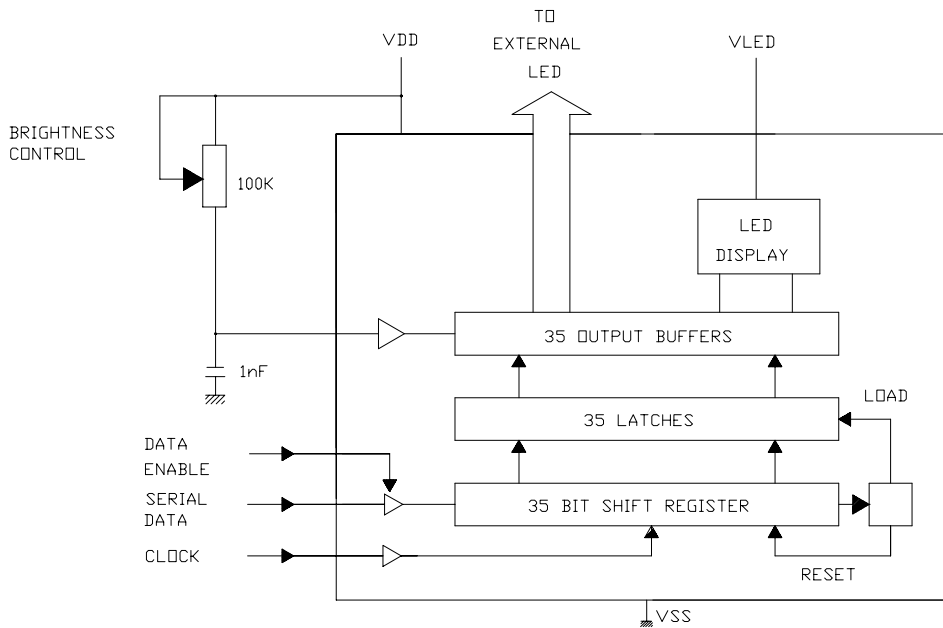 TO
EXTERNAL
LED
VDD
VLED
BRIGHTNESS
CONTROL
100K
LED
DISPLAY
35 OUTPUT BUFFERS
1nF
LOAD
35 LATCHES
DATA
ENABLE
SERIAL
DATA
35 BIT SHIFT REGISTER
CLOCK
RESET
VSS